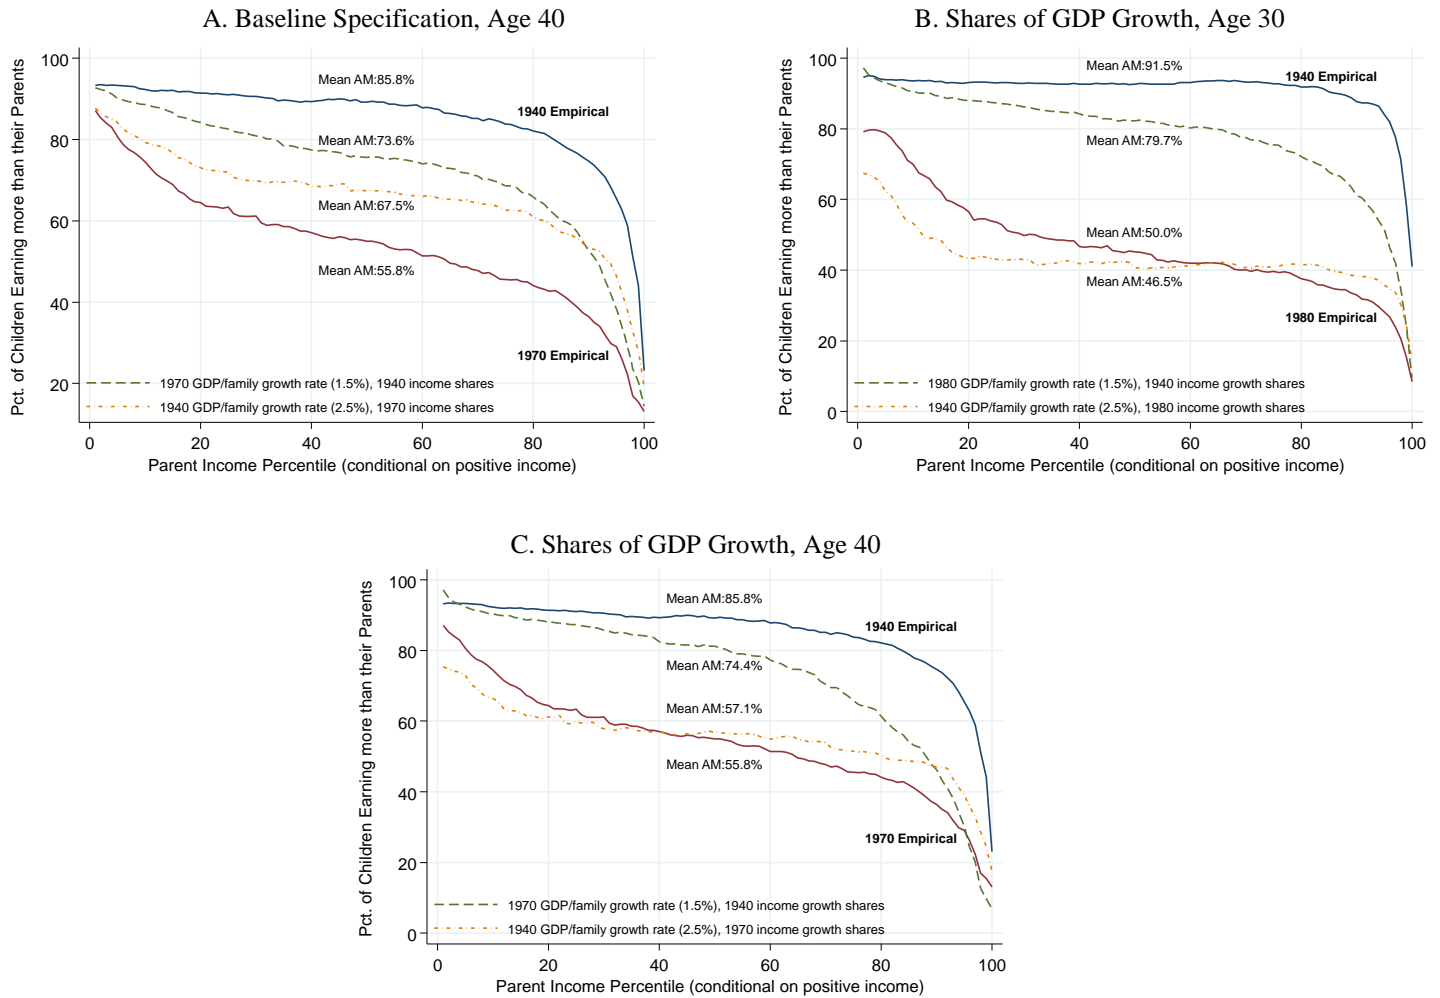 A. Baseline Specification, Age 40
Pct. of Children Earning more than their Parents
100
80
60
40
20
Mean AM:85.8%
1940 Empirical
Mean AM:73.6%
Mean AM:67.5%
Mean AM:55.8%
1970 Empirical
1970 GDP/family growth rate (1.5%), 1940 income shares
1940 GDP/family growth rate (2.5%), 1970 income shares
0 20 40 60 80 100
Parent Income Percentile (conditional on positive income)
B. Shares of GDP Growth, Age 30
Pct. of Children Earning more than their Parents
100
80
60
40
20
0
Mean AM:91.5%
1940 Empirical
Mean AM:79.7%
Mean AM:50.0%
Mean AM:46.5%
1980 Empirical
1980 GDP/family growth rate (1.5%), 1940 income growth shares
1940 GDP/family growth rate (2.5%), 1980 income growth shares
0 20 40 60 80 100
Parent Income Percentile (conditional on positive income)
C. Shares of GDP Growth, Age 40
Pct. of Children Earning more than their Parents
100
80
60
40
20
0
Mean AM:85.8%
1940 Empirical
Mean AM:74.4%
Mean AM:57.1%
Mean AM:55.8%
1970 Empirical
1970 GDP/family growth rate (1.5%), 1940 income growth shares
1940 GDP/family growth rate (2.5%), 1970 income growth shares
0 20 40 60 80 100
Parent Income Percentile (conditional on positive income)